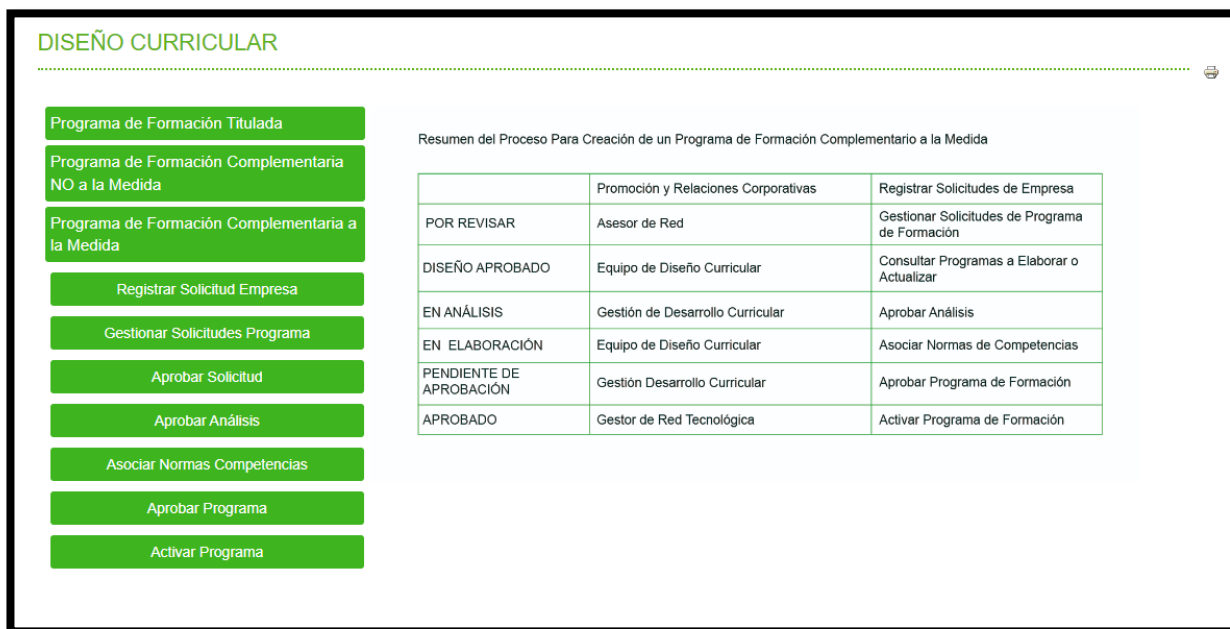 DISEÑO CURRICULAR
Programa de Formación Titulada
Programa de Formación Complementaria
NO a la Medida
Programa de Formación Complementaria a
la Medida
Registrar Solicitud Empresa
Gestionar Solicitudes Programa
Aprobar Solicitud
Aprobar Análisis
Asociar Normas Competencias
Aprobar Programa
Activar Programa
Resumen del Proceso Para Creación de un Programa de Formación Complementario a la Medida
Promoción y Relaciones Corporativas Registrar Solicitudes de Empresa
POR REVISAR Asesor de Red Gestionar Solicitudes de Programa
de Formación
DISEÑO APROBADO Equipo de Diseño Curricular Consultar Programas a Elaborar o
Actualizar
EN ANÁLISIS Gestión de Desarrollo Curricular Aprobar Análisis
EN ELABORACIÓN Equipo de Diseño Curricular Asociar Normas de Competencias
PENDIENTE DE
APROBACIÓN Gestión Desarrollo Curricular Aprobar Programa de Formación
APROBADO Gestor de Red Tecnológica Activar Programa de Formación